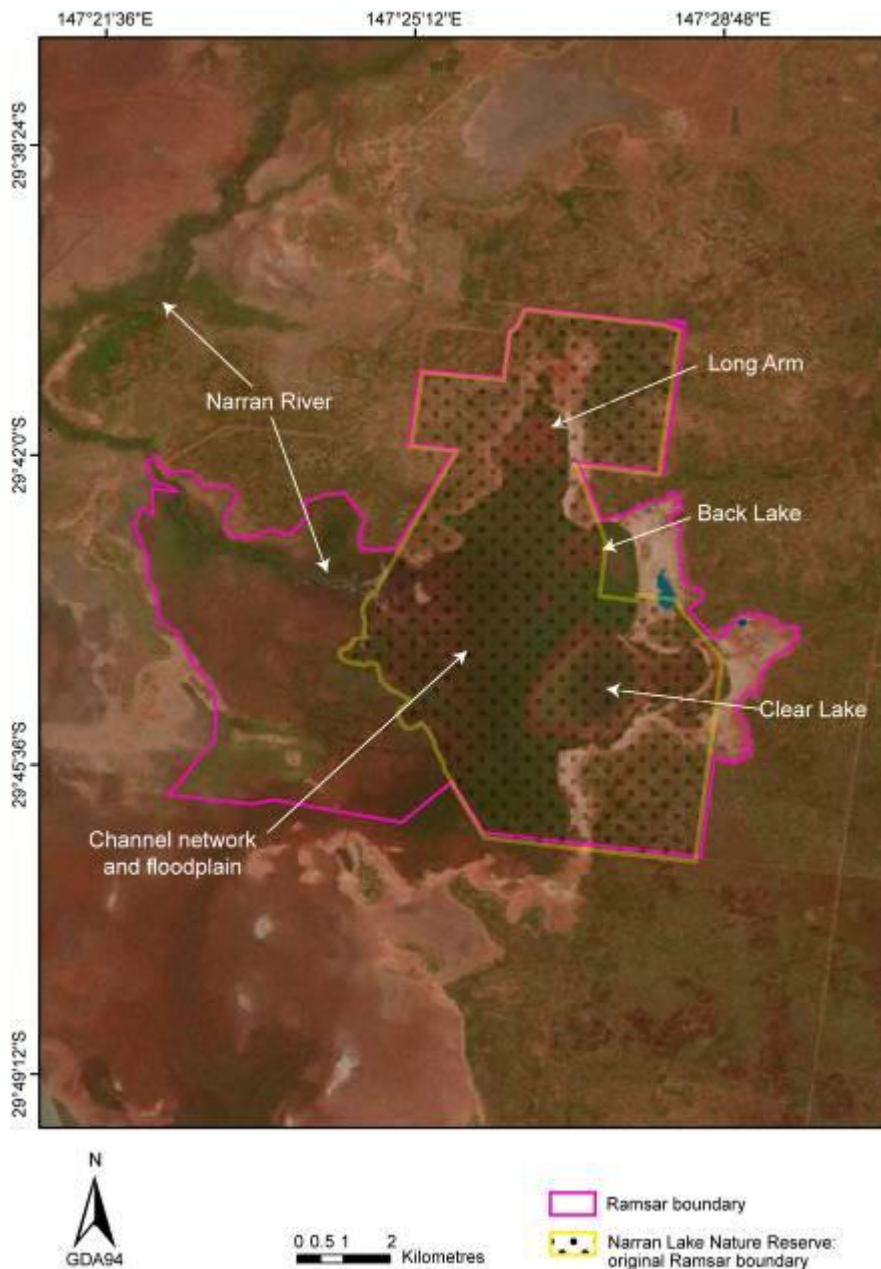 147°21'36"E 147°25'12"E 147°28'48"E
29°38'24"S
Long Arm
Narran River
29°42'0"S
Back Lake
Clear Lake
29°45'36"S
Channel network
and floodplain
29°49'12"S
N
GDA94
0 0.5 1 2
Kilometres
Ramsar boundary
Narran Lake Nature Reserve:
original Ramsar boundary